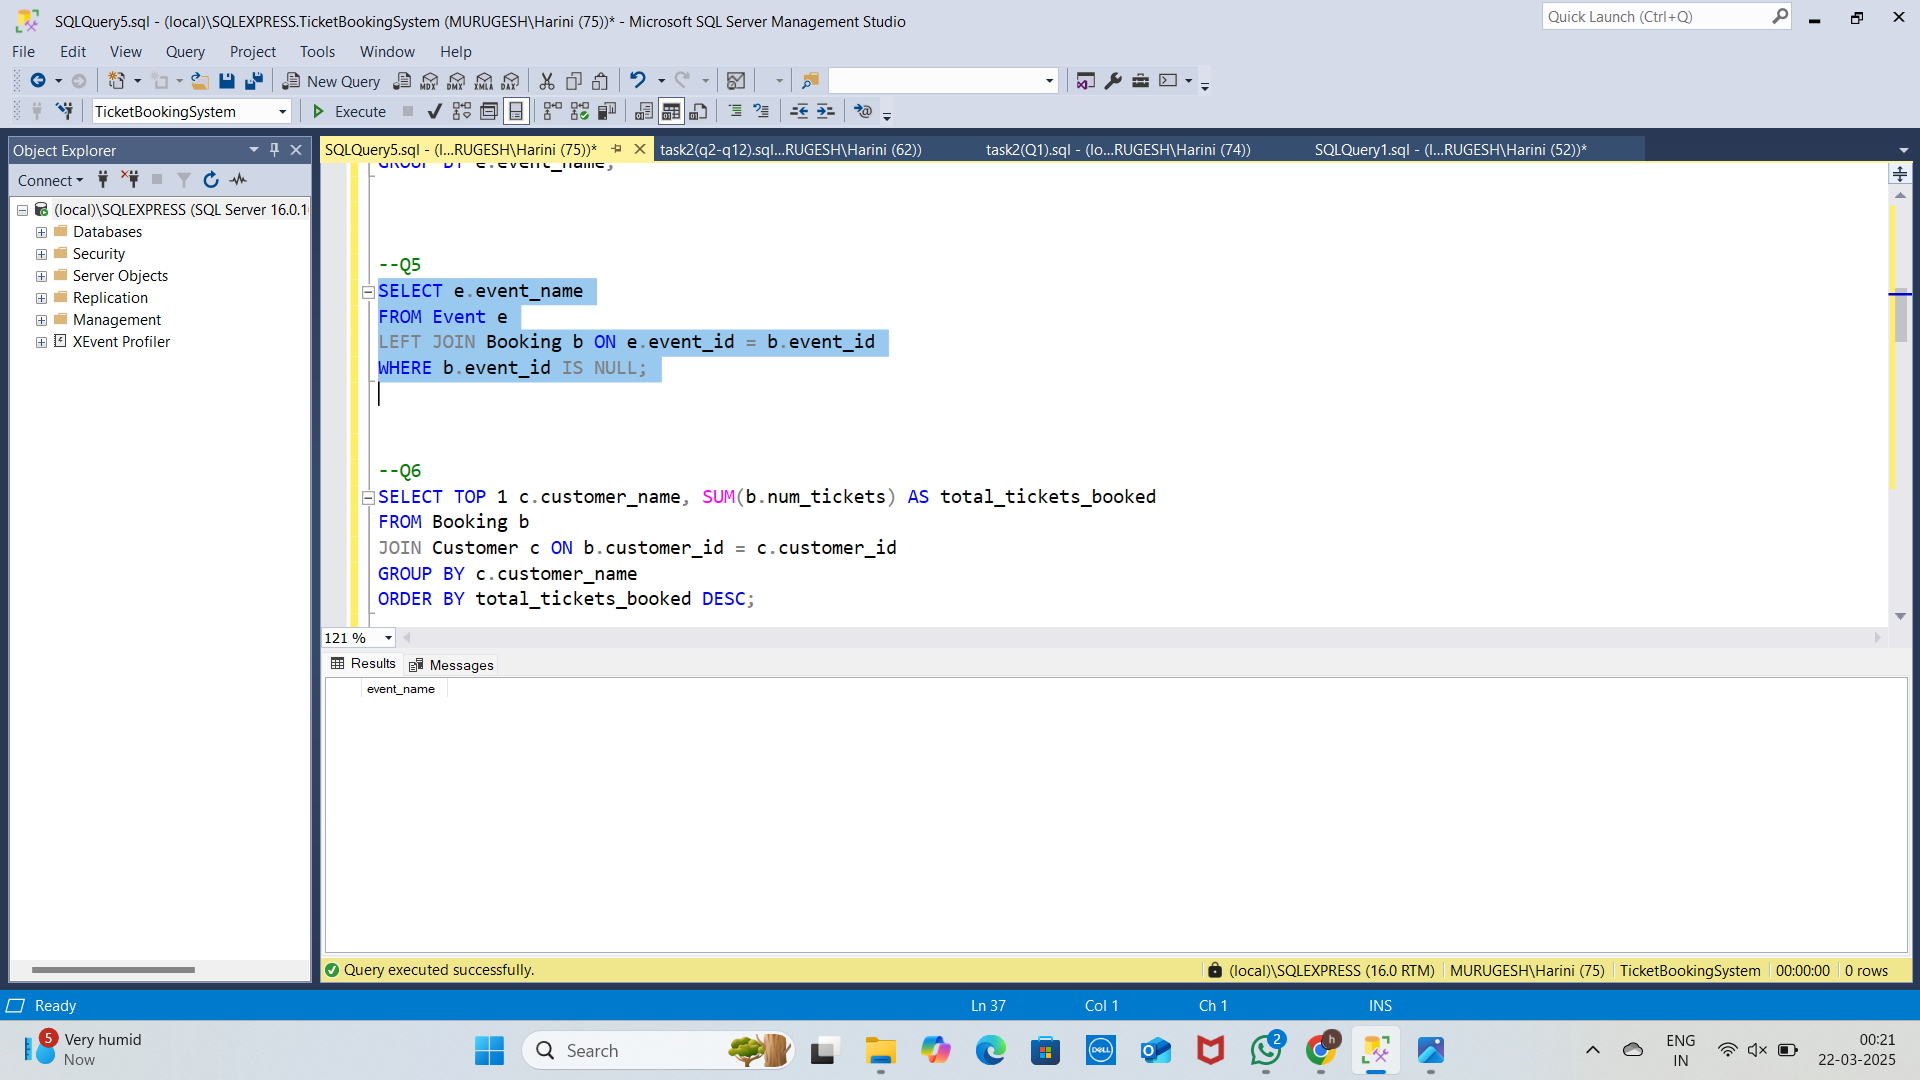 SQLQuery5.sql - (local)\SQLEXPRESS.TicketBookingSystem (MURUGESH\Harini (75))* - Microsoft SQL Server Management Studio
Quick Launch (Ctrl+Q)
File Edit View Query Project Tools Window Help
New Query MDX DMX XMLA DAX
TicketBookingSystem Execute
Object Explorer
SQLQuery5.sql - (l...RUGESH\Harini (75))* task2(q2-q12).sql...RUGESH\Harini (62)) task2(Q1).sql - (lo...RUGESH\Harini (74)) SQLQuery1.sql - (l...RUGESH\Harini (52))*
Connect
(local)\SQLEXPRESS (SQL Server 16.0.1
Databases
Security
Server Objects
Replication
Management
XEvent Profiler
GROUP BY e.event_name;
--Q5
SELECT e.event_name
FROM Event e
LEFT JOIN Booking b ON e.event_id = b.event_id
WHERE b.event_id IS NULL;
--Q6
SELECT TOP 1 c.customer_name, SUM(b.num_tickets) AS total_tickets_booked
FROM Booking b
JOIN Customer c ON b.customer_id = c.customer_id
GROUP BY c.customer_name
ORDER BY total_tickets_booked DESC;
121 %
Results Messages
event_name
Query executed successfully. (local)\SQLEXPRESS (16.0 RTM) MURUGESH\Harini (75) TicketBookingSystem 00:00:00 0 rows
Ready Ln 37 Col 1 Ch 1 INS
5 Very humid
Now
Search
DELL
2
h
ENG
IN
00:21
22-03-2025